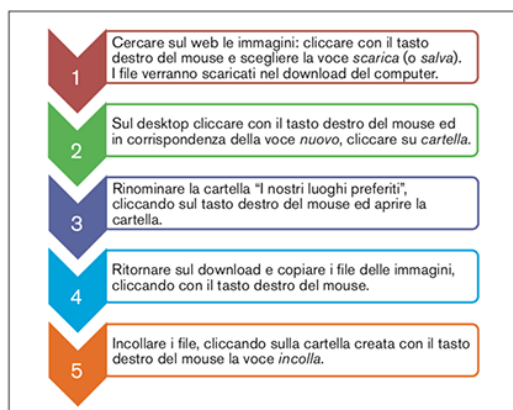 1
Cercare sul web le immagini: cliccare con il tasto
destro del mouse e scegliere la voce scarica (o salva).
I file verranno scaricati nel download del computer.
2
Sul desktop cliccare con il tasto destro del mouse ed
in corrispondenza della voce nuovo, cliccare su cartella.
3
Rinominare la cartella “I nostri luoghi preferiti”,
cliccando sul tasto destro del mouse ed aprire la
cartella.
4
Ritornare sul download e copiare i file delle immagini,
cliccando con il tasto destro del mouse.
5
Incollare i file, cliccando sulla cartella creata con il tasto
destro del mouse la voce incolla.